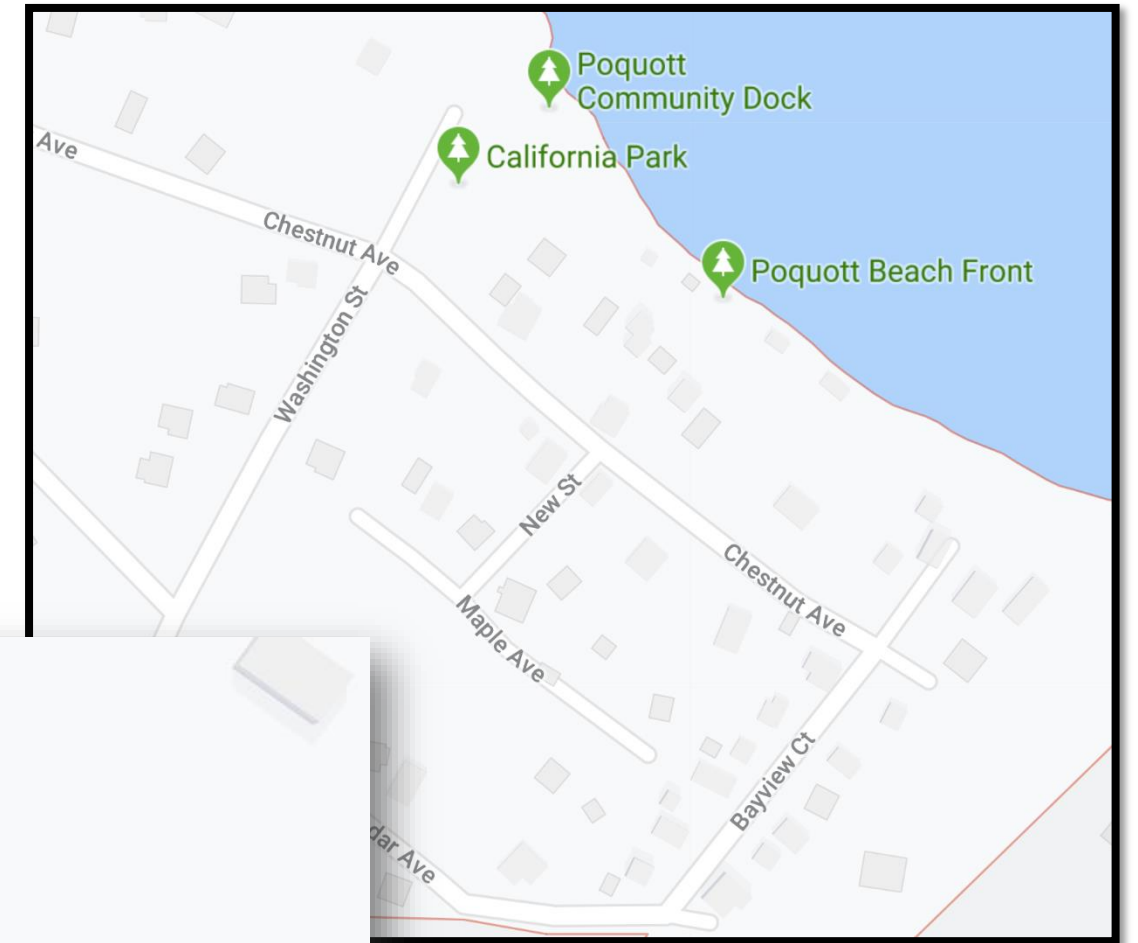 Poquott
Community Dock
Ave
California Park
Chestnut Ave
Poquott Beach Front
Washington St
New St
Chestnut Ave
Maple Ave
Bayview Ct
dar Ave